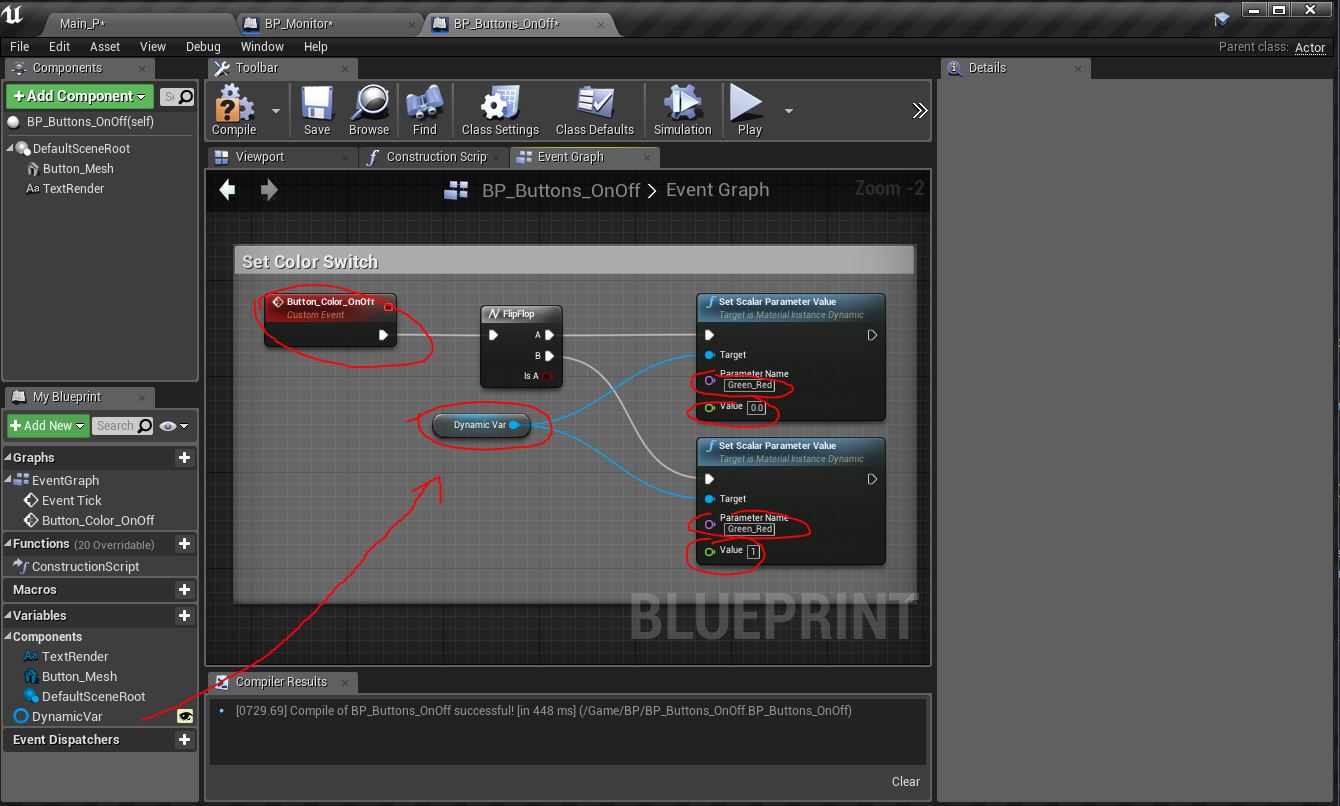 Main_P*
BP_Monitor*
BP_Buttons_OnOff*
File Edit Asset View Debug Window Help
Parent class: Actor
Components
+ Add Component
BP_Buttons_OnOff(self)
DefaultSceneRoot
Button_Mesh
Aa TextRender
My Blueprint
+ Add New
Search
Graphs
EventGraph
Event Tick
Button_Color_OnOff
Functions (20 Overridable)
ConstructionScript
Macros
Variables
Components
Aa TextRender
Button_Mesh
DefaultSceneRoot
DynamicVar
Event Dispatchers
Toolbar
Compile
Save
Browse
Find
Class Settings
Class Defaults
Simulation
Play
Viewport
Construction Scrip
Event Graph
BP_Buttons_OnOff > Event Graph
Zoom -2
Set Color Switch
Button_Color_OnOff
Custom Event
FlipFlop
A
B
Is A
Dynamic Var
Set Scalar Parameter Value
Target is Material Instance Dynamic
Target
Parameter Name
Green_Red
Value 0.0
Set Scalar Parameter Value
Target is Material Instance Dynamic
Target
Parameter Name
Green_Red
Value 1
BLUEPRINT
Compiler Results
[0729.69] Compile of BP_Buttons_OnOff successful! [in 448 ms] (/Game/BP/BP_Buttons_OnOff.BP_Buttons_OnOff)
Clear
Details